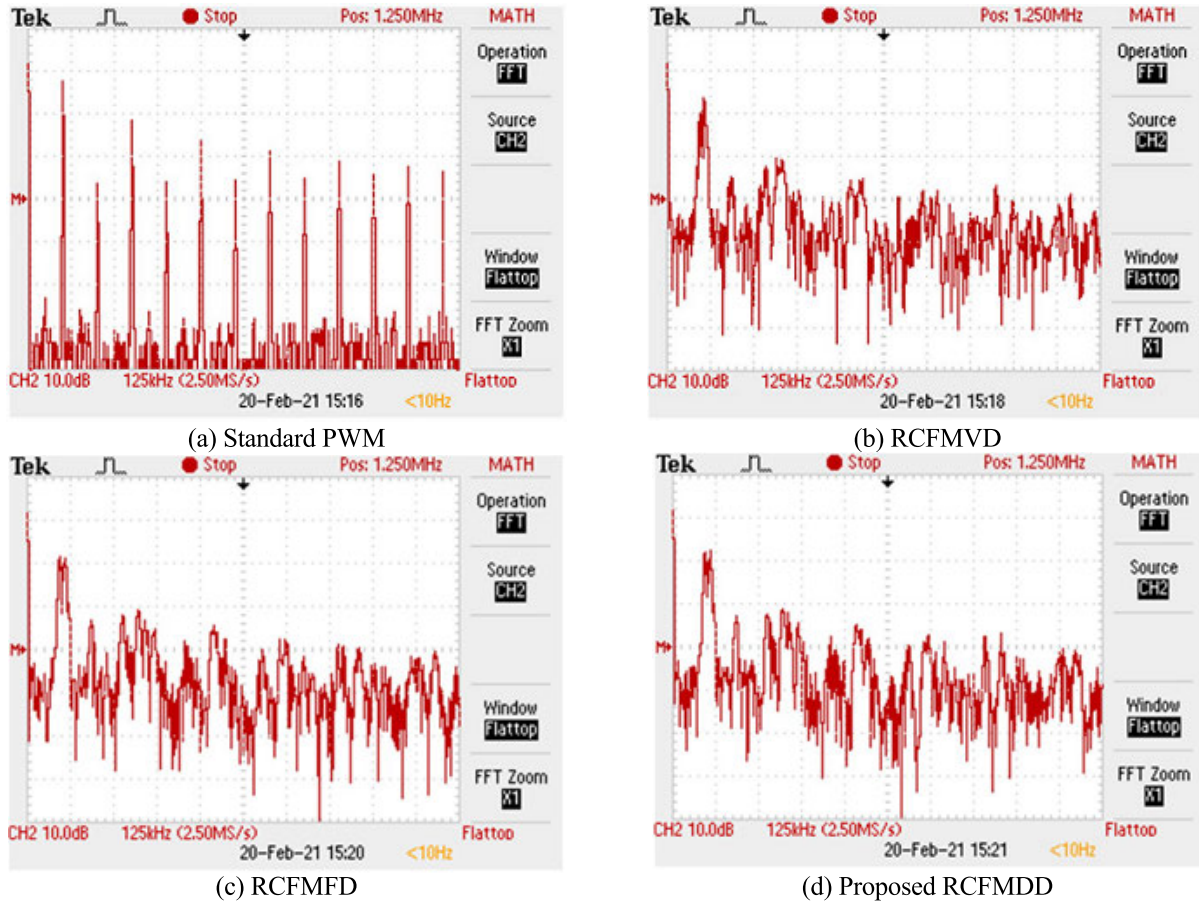 Tek Stop Pos: 1.250MHz MATH
Operation
FFT
Source
CH2
M
Window
Flattop
FFT Zoom
X1
CH2 10.0dB 125kHz (2.50MS/s) Flattop
20-Feb-21 15:16 <10Hz
(a) Standard PWM
Tek Stop Pos: 1.250MHz MATH
Operation
FFT
Source
CH2
M
Window
Flattop
FFT Zoom
X1
CH2 10.0dB 125kHz (2.50MS/s) Flattop
20-Feb-21 15:18 <10Hz
(b) RCFMVD
Tek Stop Pos: 1.250MHz MATH
Operation
FFT
Source
CH2
M
Window
Flattop
FFT Zoom
X1
CH2 10.0dB 125kHz (2.50MS/s) Flattop
20-Feb-21 15:20 <10Hz
(c) RCFMFD
Tek Stop Pos: 1.250MHz MATH
Operation
FFT
Source
CH2
M
Window
Flattop
FFT Zoom
X1
CH2 10.0dB 125kHz (2.50MS/s) Flattop
20-Feb-21 15:21 <10Hz
(d) Proposed RCFMDD